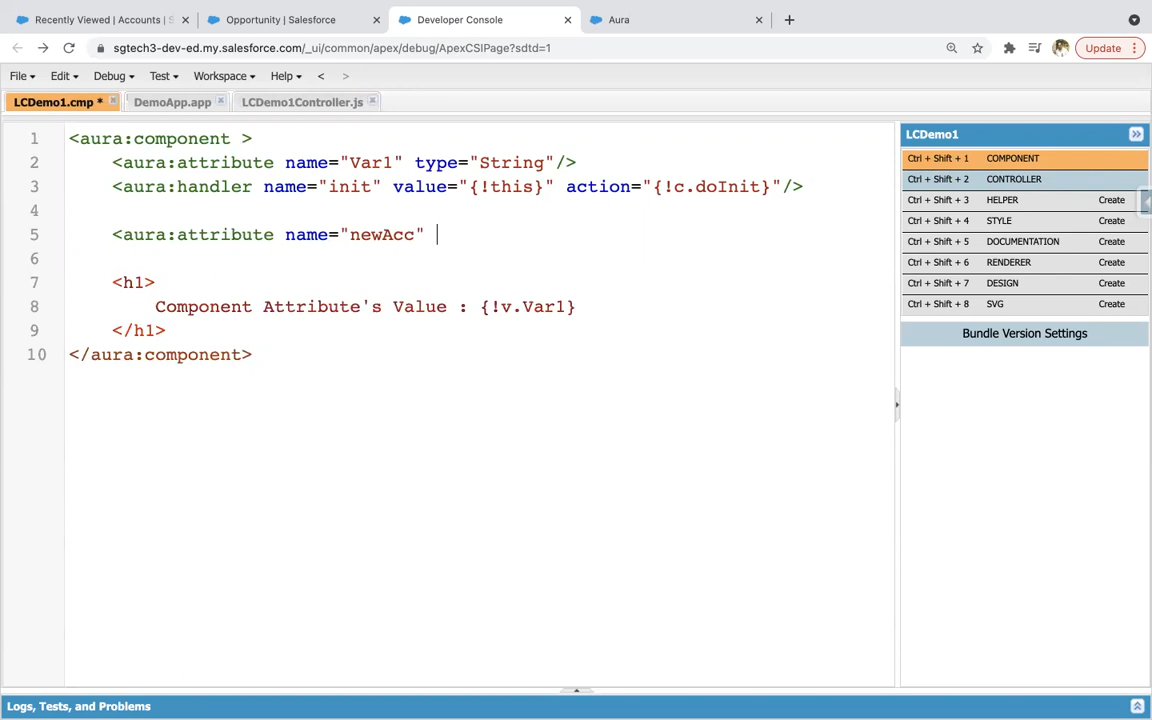 Recently Viewed | Accounts | S
Opportunity | Salesforce
Developer Console
Aura
sgtech3-dev-ed.my.salesforce.com/_ui/common/apex/debug/ApexCSIPage?sdtd=1
Update
File Edit Debug Test Workspace Help < >
LCDemo1.cmp *
DemoApp.app
LCDemo1Controller.js
1 <aura:component >
2 <aura:attribute name="Var1" type="String"/>
3 <aura:handler name="init" value="{!this}" action="{!c.doInit}"/>
4
5 <aura:attribute name="newAcc"
6
7 <h1>
8 Component Attribute's Value : {!v.Var1}
9 </h1>
10 </aura:component>
LCDemo1
Ctrl + Shift + 1 COMPONENT
Ctrl + Shift + 2 CONTROLLER
Ctrl + Shift + 3 HELPER Create
Ctrl + Shift + 4 STYLE Create
Ctrl + Shift + 5 DOCUMENTATION Create
Ctrl + Shift + 6 RENDERER Create
Ctrl + Shift + 7 DESIGN Create
Ctrl + Shift + 8 SVG Create
Bundle Version Settings
Logs, Tests, and Problems